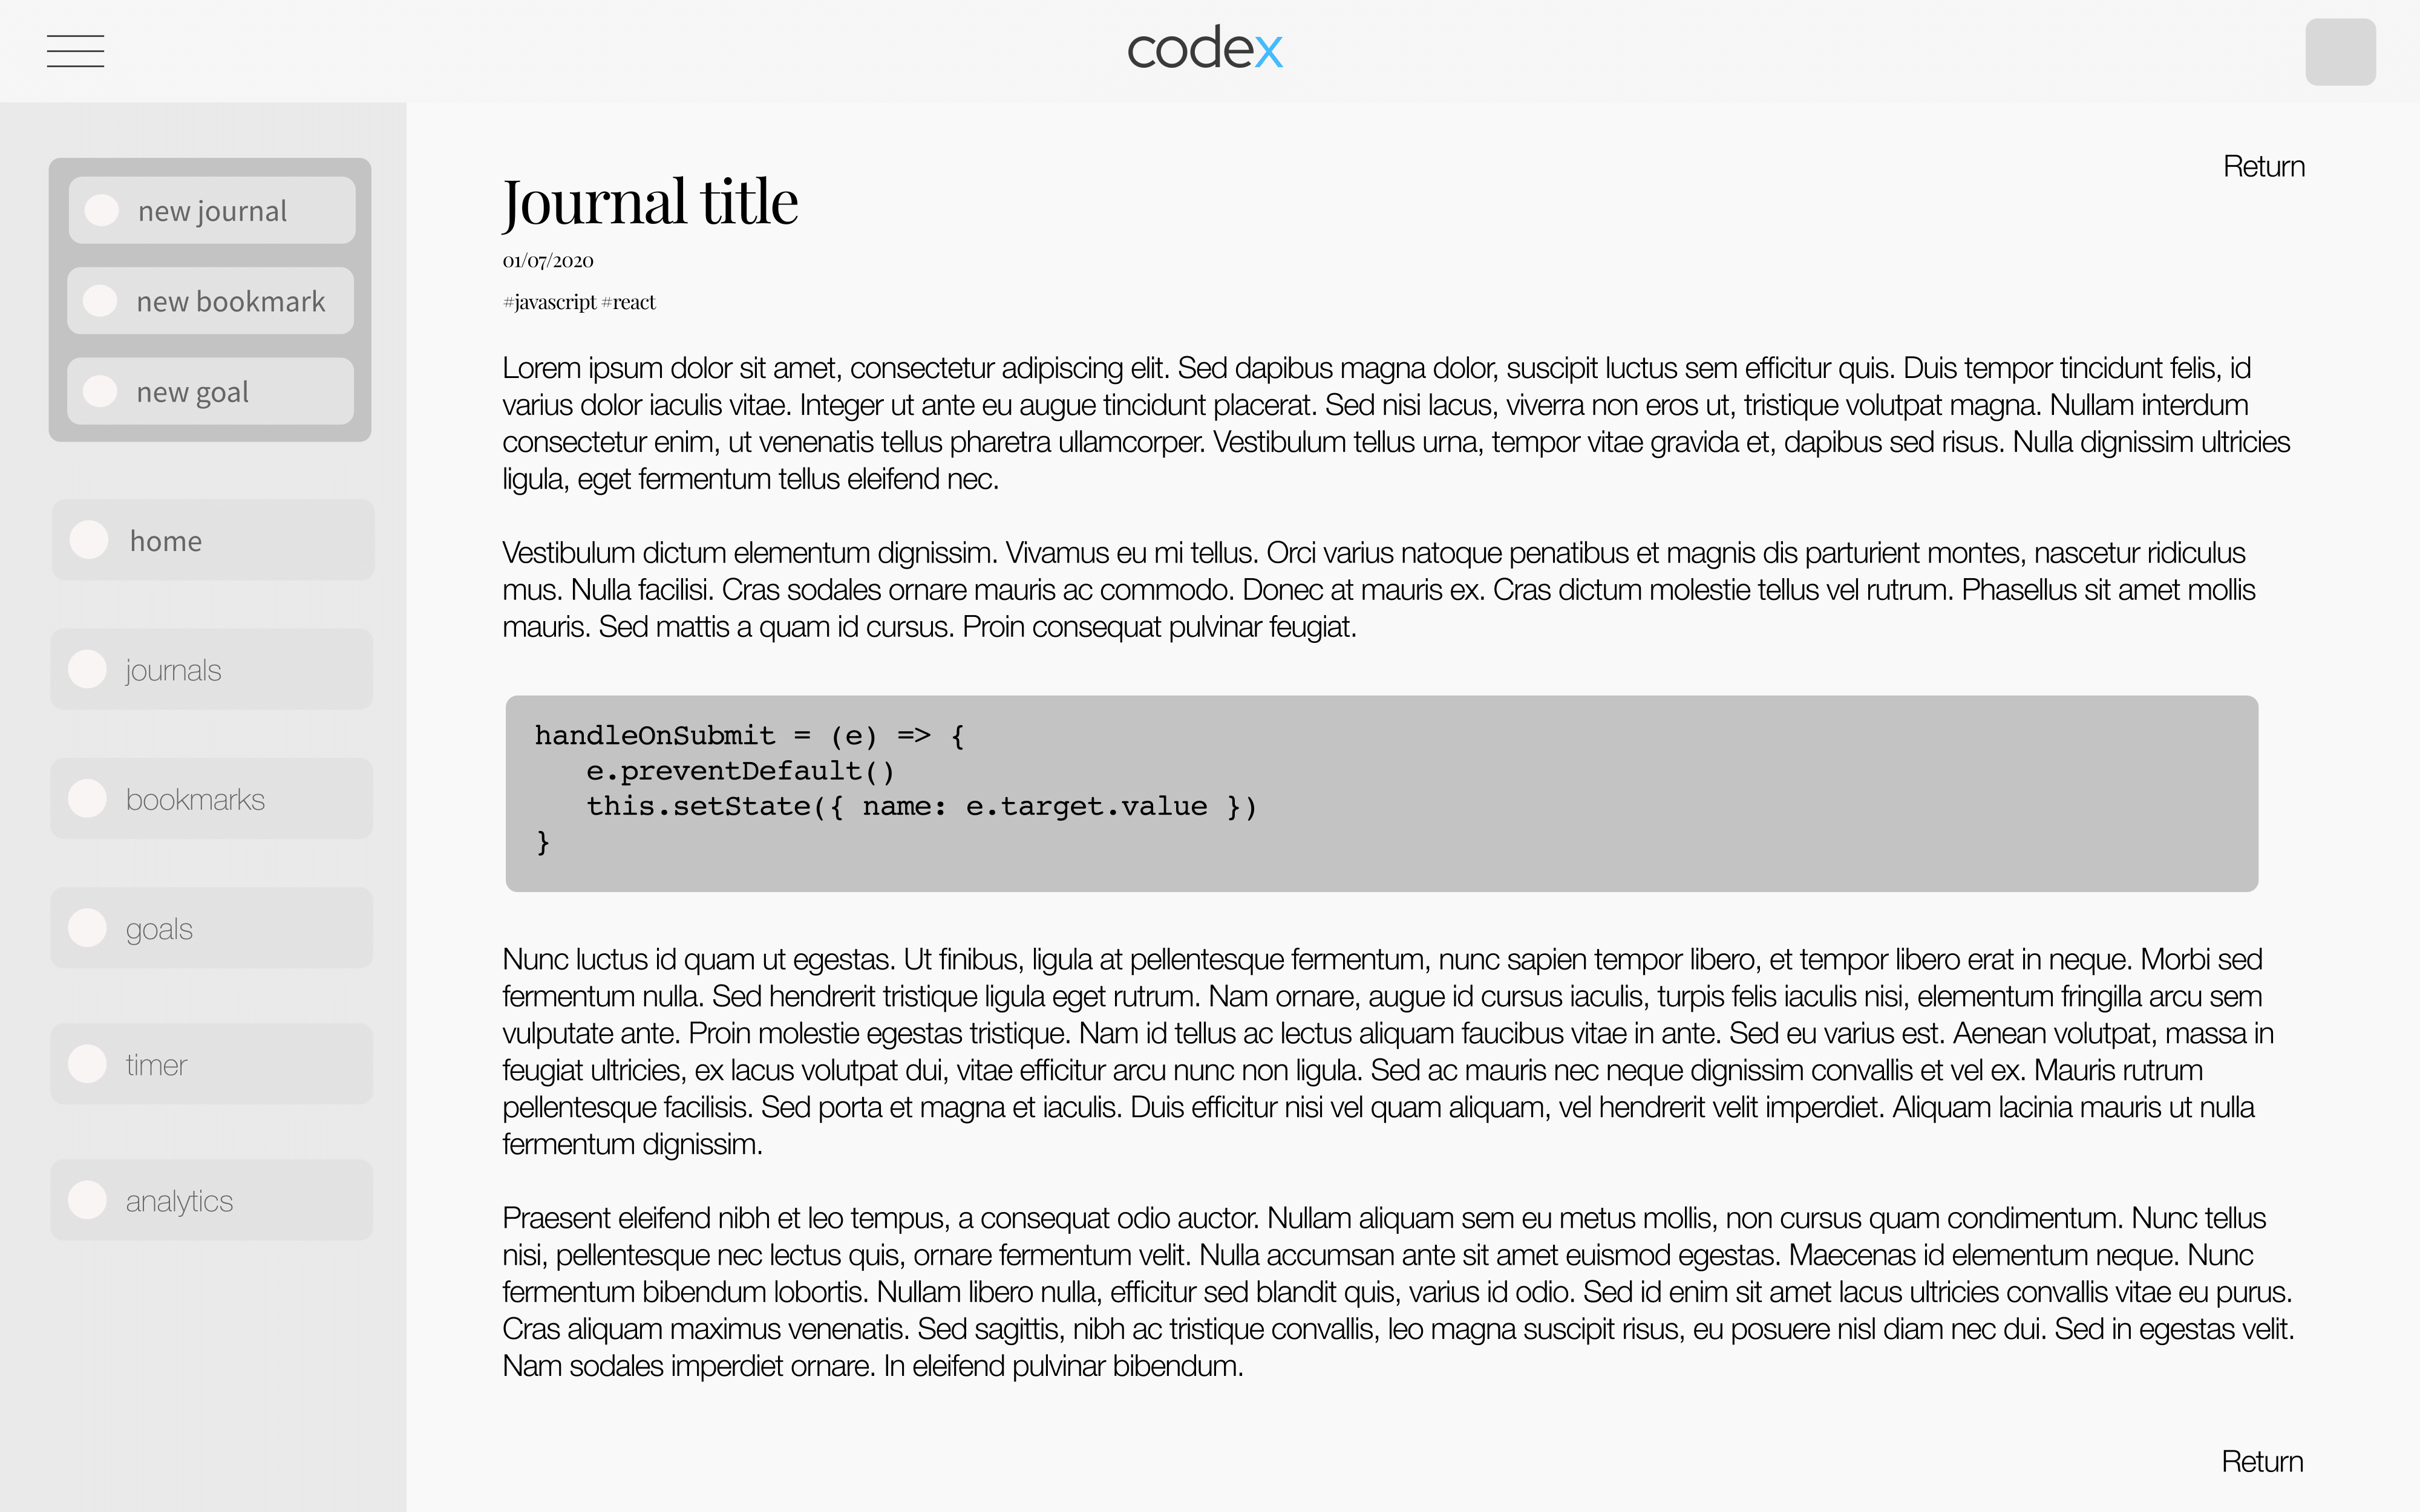 codex
new journal
new bookmark
new goal
home
journals
bookmarks
goals
timer
analytics
Return
Journal title
01/07/2020
#javascript #react
Lorem ipsum dolor sit amet, consectetur adipiscing elit. Sed dapibus magna dolor, suscipit luctus sem efficitur quis. Duis tempor tincidunt felis, id
varius dolor iaculis vitae. Integer ut ante eu augue tincidunt placerat. Sed nisi lacus, viverra non eros ut, tristique volutpat magna. Nullam interdum
consectetur enim, ut venenatis tellus pharetra ullamcorper. Vestibulum tellus urna, tempor vitae gravida et, dapibus sed risus. Nulla dignissim ultricies
ligula, eget fermentum tellus eleifend nec.
Vestibulum dictum elementum dignissim. Vivamus eu mi tellus. Orci varius natoque penatibus et magnis dis parturient montes, nascetur ridiculus
mus. Nulla facilisi. Cras sodales ornare mauris ac commodo. Donec at mauris ex. Cras dictum molestie tellus vel rutrum. Phasellus sit amet mollis
mauris. Sed mattis a quam id cursus. Proin consequat pulvinar feugiat.
handleOnSubmit = (e) => {
   e.preventDefault()
   this.setState({ name: e.target.value })
}
Nunc luctus id quam ut egestas. Ut finibus, ligula at pellentesque fermentum, nunc sapien tempor libero, et tempor libero erat in neque. Morbi sed
fermentum nulla. Sed hendrerit tristique ligula eget rutrum. Nam ornare, augue id cursus iaculis, turpis felis iaculis nisi, elementum fringilla arcu sem
vulputate ante. Proin molestie egestas tristique. Nam id tellus ac lectus aliquam faucibus vitae in ante. Sed eu varius est. Aenean volutpat, massa in
feugiat ultricies, ex lacus volutpat dui, vitae efficitur arcu nunc non ligula. Sed ac mauris nec neque dignissim convallis et vel ex. Mauris rutrum
pellentesque facilisis. Sed porta et magna et iaculis. Duis efficitur nisi vel quam aliquam, vel hendrerit velit imperdiet. Aliquam lacinia mauris ut nulla
fermentum dignissim.
Praesent eleifend nibh et leo tempus, a consequat odio auctor. Nullam aliquam sem eu metus mollis, non cursus quam condimentum. Nunc tellus
nisi, pellentesque nec lectus quis, ornare fermentum velit. Nulla accumsan ante sit amet euismod egestas. Maecenas id elementum neque. Nunc
fermentum bibendum lobortis. Nullam libero nulla, efficitur sed blandit quis, varius id odio. Sed id enim sit amet lacus ultricies convallis vitae eu purus.
Cras aliquam maximus venenatis. Sed sagittis, nibh ac tristique convallis, leo magna suscipit risus, eu posuere nisl diam nec dui. Sed in egestas velit.
Nam sodales imperdiet ornare. In eleifend pulvinar bibendum.
Return